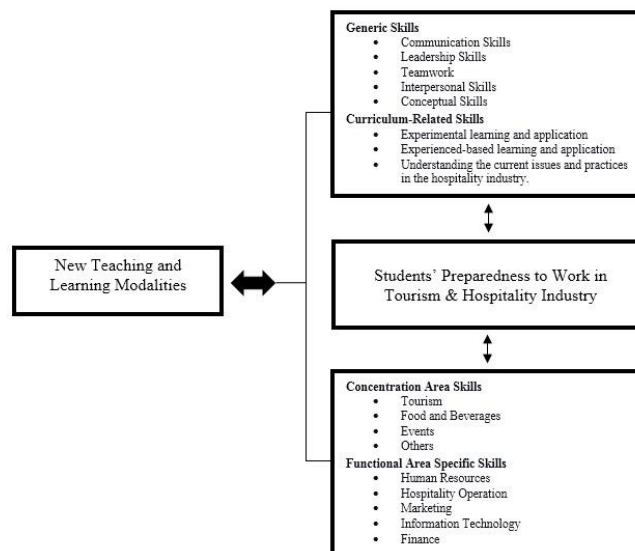 Generic Skills
• Communication Skills
• Leadership Skills
• Teamwork
• Interpersonal Skills
• Conceptual Skills
Curriculum-Related Skills
• Experimental learning and application
• Experienced-based learning and application
• Understanding the current issues and practices
in the hospitality industry.
New Teaching and
Learning Modalities
Students' Preparedness to Work in
Tourism & Hospitality Industry
Concentration Area Skills
• Tourism
• Food and Beverages
• Events
• Others
Functional Area Specific Skills
• Human Resources
• Hospitality Operation
• Marketing
• Information Technology
• Finance